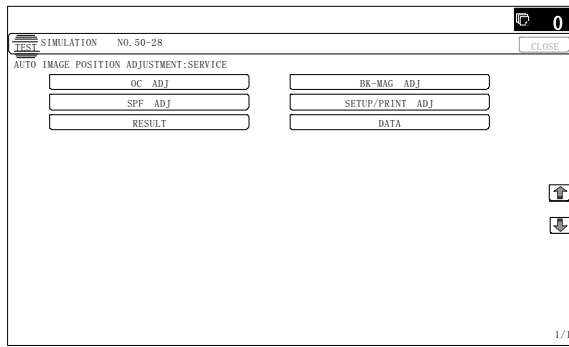 0
TEST SIMULATION NO.50-28 CLOSE
AUTO IMAGE POSITION ADJUSTMENT:SERVICE
OC ADJ BK-MAG ADJ
SPF ADJ SETUP/PRINT ADJ
RESULT DATA
1/1